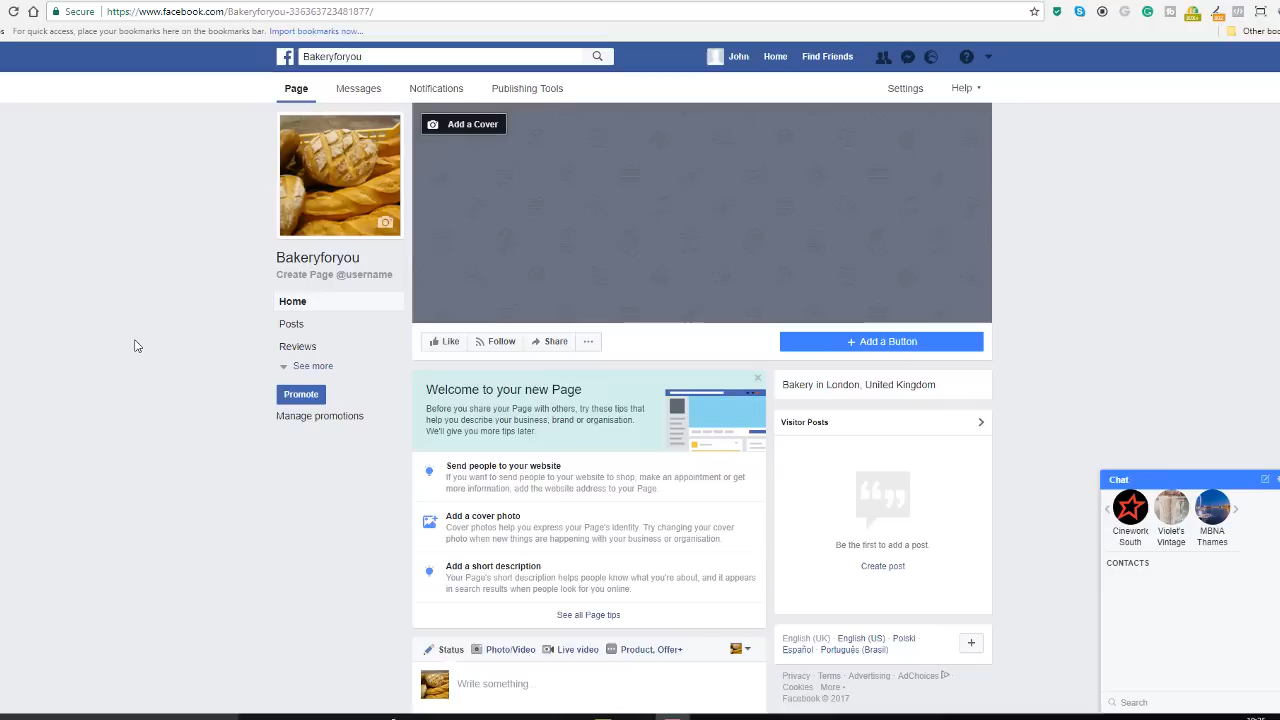 Secure https://www.facebook.com/Bakeryforyou-336363723481877/
For quick access, place your bookmarks here on the bookmarks bar. Import bookmarks now...
Other boo
Bakeryforyou
John Home Find Friends
Page Messages Notifications Publishing Tools Settings Help
Add a Cover
Bakeryforyou
Create Page @username
Home
Posts
Reviews
See more
Promote
Manage promotions
Like Follow Share ... + Add a Button
Welcome to your new Page
Before you share your Page with others, try these tips that
help you describe your business, brand or organisation.
We'll give you more tips later.
Send people to your website
If you want to send people to your website to shop, make an appointment or get
more information, add the website address to your Page.
Add a cover photo
Cover photos help you express your Page's identity. Try changing your cover
photo when new things are happening with your business or organisation.
Add a short description
Your Page's short description helps people know what you're about, and it appears
in search results when people look for you online.
See all Page tips
Status Photo/Video Live video Product, Offer+
Write something...
Bakery in London, United Kingdom
Visitor Posts
Be the first to add a post.
Create post
English (UK) · English (US) · Polski ·
Español · Português (Brasil)
Privacy · Terms · Advertising · AdChoices ·
Cookies · More
Facebook © 2017
Chat
Cinework South
Violet's Vintage
MBNA Thames
CONTACTS
Search